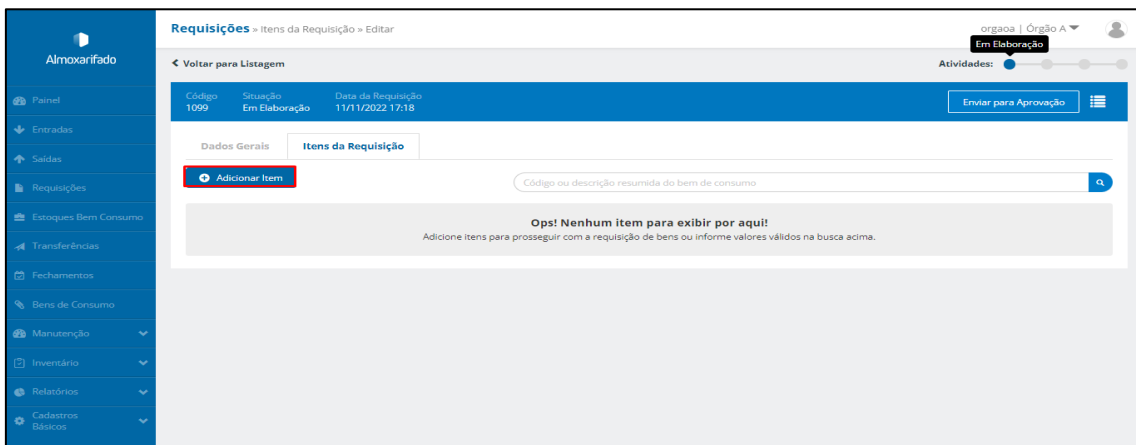 Almoxarifado
Painel
Entradas
Saídas
Requisições
Estoques Bem Consumo
Transferências
Fechamentos
Bens de Consumo
Manutenção
Inventário
Relatórios
Cadastros
Básicos
Requisições » Itens da Requisição » Editar
orgaoa | Órgão A
Em Elaboração
Voltar para Listagem
Atividades:
Código Situação Data da Requisição
1099 Em Elaboração 11/11/2022 17:18
Enviar para Aprovação
Dados Gerais Itens da Requisição
Adicionar Item
Código ou descrição resumida do bem de consumo
Ops! Nenhum item para exibir por aqui!
Adicione itens para prosseguir com a requisição de bens ou informe valores válidos na busca acima.